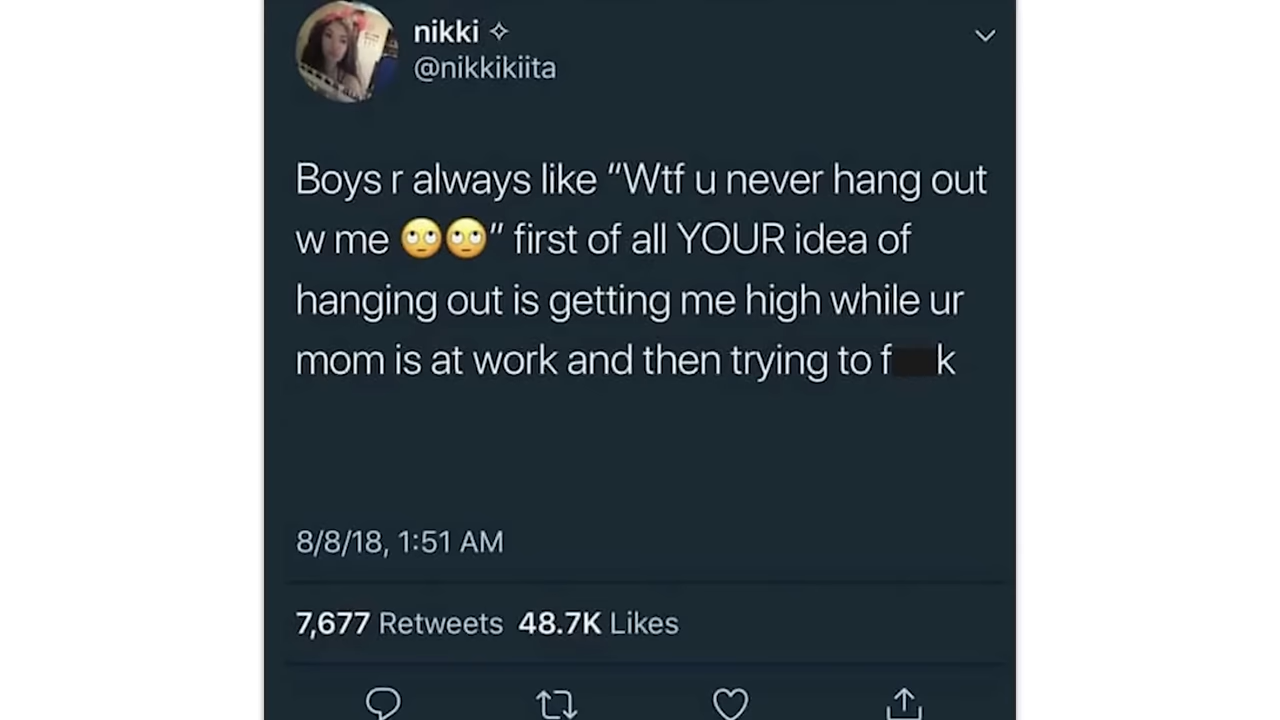 nikki ✧
@nikkikiita
Boys r always like “Wtf u never hang out
w me 🙄🙄” first of all YOUR idea of
hanging out is getting me high while ur
mom is at work and then trying to f k
8/8/18, 1:51 AM
7,677 Retweets 48.7K Likes